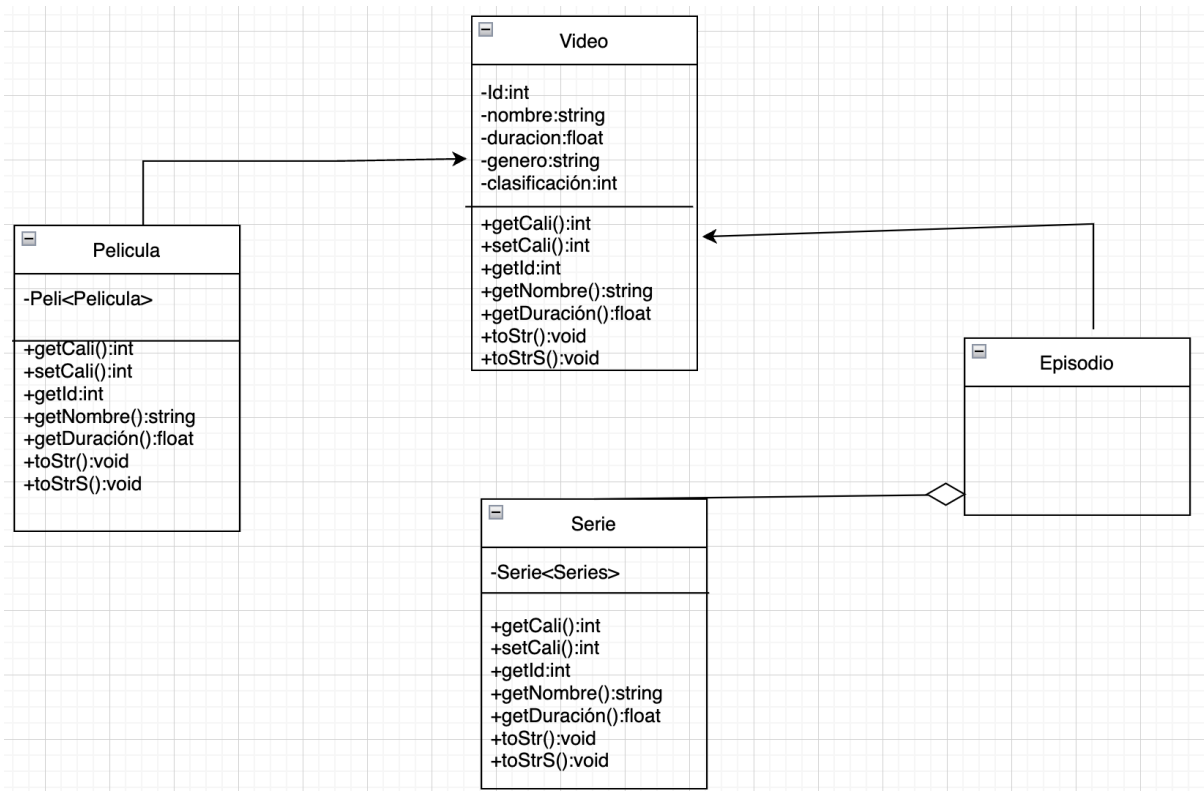 Video
-Id:int
-nombre:string
-duracion:float
-genero:string
-clasificación:int
+getCali():int
+setCali():int
+getId:int
+getNombre():string
+getDuración():float
+toStr():void
+toStrS():void
Pelicula
-Peli<Pelicula>
+getCali():int
+setCali():int
+getId:int
+getNombre():string
+getDuración():float
+toStr():void
+toStrS():void
Episodio
Serie
-Serie<Series>
+getCali():int
+setCali():int
+getId:int
+getNombre():string
+getDuración():float
+toStr():void
+toStrS():void